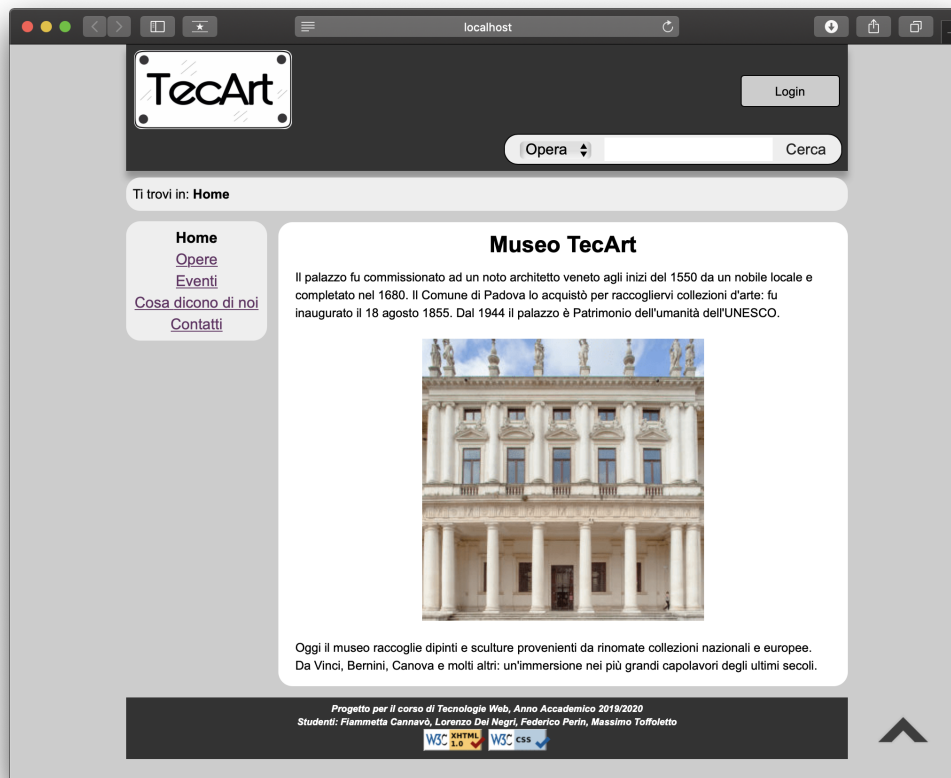 localhost
TecArt
Login
Opera
Cerca
Ti trovi in: Home
Home
Opere
Eventi
Cosa dicono di noi
Contatti
Museo TecArt
Il palazzo fu commissionato ad un noto architetto veneto agli inizi del 1550 da un nobile locale e
completato nel 1680. Il Comune di Padova lo acquistò per raccogliervi collezioni d'arte: fu
inaugurato il 18 agosto 1855. Dal 1944 il palazzo è Patrimonio dell'umanità dell'UNESCO.
Oggi il museo raccoglie dipinti e sculture provenienti da rinomate collezioni nazionali e europee.
Da Vinci, Bernini, Canova e molti altri: un'immersione nei più grandi capolavori degli ultimi secoli.
Progetto per il corso di Tecnologie Web, Anno Accademico 2019/2020
Studenti: Fiammetta Cannavò, Lorenzo Dei Negri, Federico Perin, Massimo Toffoletto
W3C XHTML 1.0 W3C css